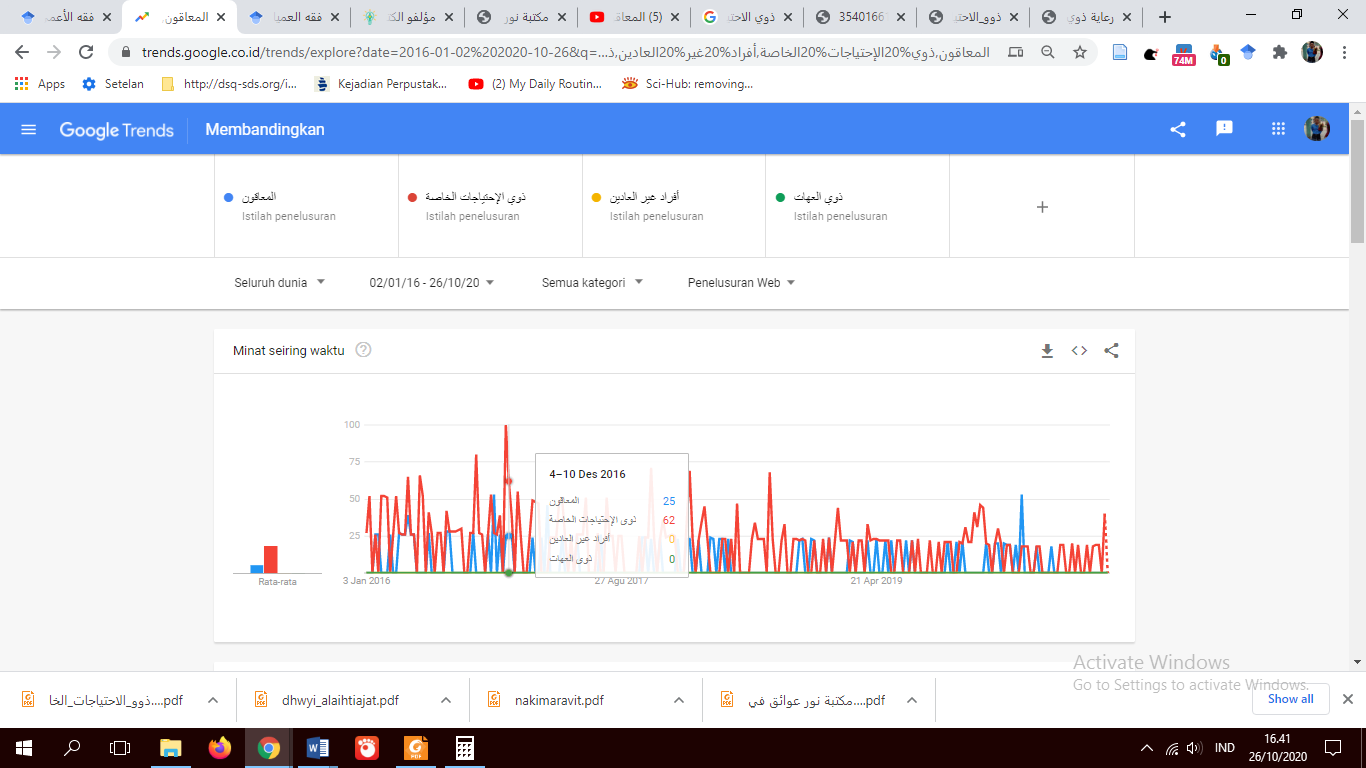 فقه الأعمى
المعاقون,
فقه العميا
مؤلفو الكت
مكتبة نور
(5) المعاق
ذوي الاحتي
3540166
ذوو_الاحتي
رعاية ذوي
trends.google.co.id/trends/explore?date=2016-01-02%202020-10-26&q=المعاقون,ذوي%20الإحتياجات%20الخاصة,أفراد%20غير%20العادين,ذ...
74M
0
Apps
Setelan
http://dsq-sds.org/i...
Kejadian Perpustak...
(2) My Daily Routin...
Sci-Hub: removing...
Google Trends
Membandingkan
المعاقون
Istilah penelusuran
ذوي الإحتياجات الخاصة
Istilah penelusuran
أفراد غير العادين
Istilah penelusuran
ذوي العهات
Istilah penelusuran
+
Seluruh dunia
02/01/16 - 26/10/20
Semua kategori
Penelusuran Web
Minat seiring waktu
100
75
50
25
Rata-rata
3 Jan 2016
27 Agu 2017
21 Apr 2019
4–10 Des 2016
المعاقون 25
ذوي الإحتياجات الخاصة 62
أفراد غير العادين 0
ذوي العهات 0
Activate Windows
Go to Settings to activate Windows.
ذوو_الاحتياجات_الخا....pdf
dhwyi_alaihtiajat.pdf
nakimaravit.pdf
مكتبة نور عوائق في....pdf
Show all
IND
16.41
26/10/2020